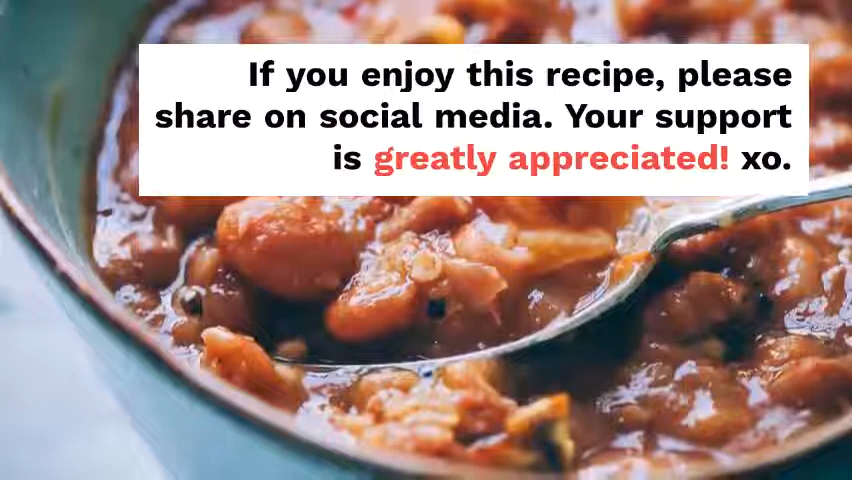 If you enjoy this recipe, please
share on social media. Your support
is greatly appreciated! xo.